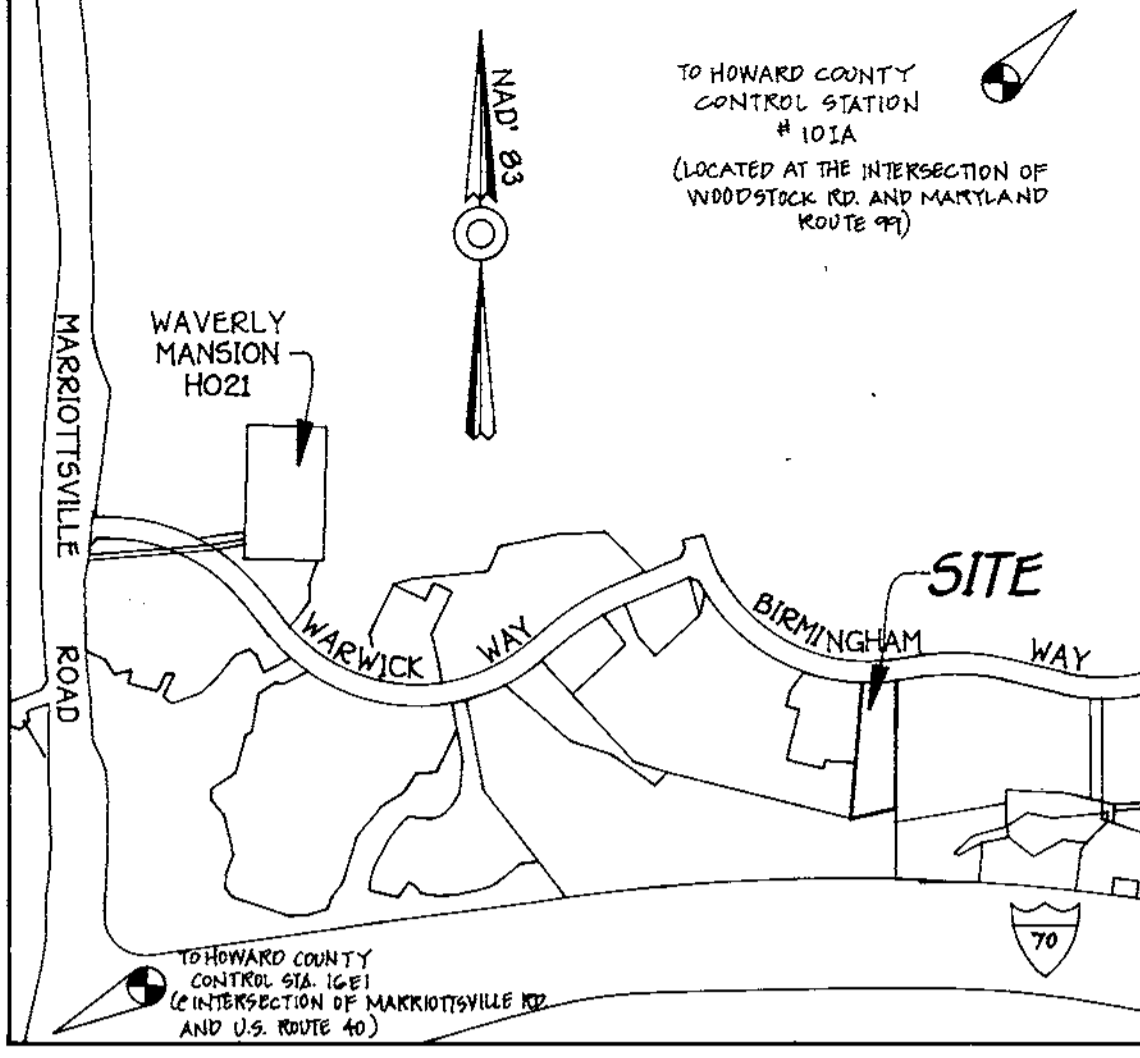 TO HOWARD COUNTY
CONTROL STATION
# 10IA
(LOCATED AT THE INTERSECTION OF
WOODSTOCK RD. AND MARYLAND
ROUTE 99)
NAD' 83
WAVERLY
MANSION
HO21
MARRIOTTSVILLE ROAD
SITE
WARWICK WAY
BIRMINGHAM WAY
70
TO HOWARD COUNTY
CONTROL STA. 16E1
(@ INTERSECTION OF MARRIOTTSVILLE RD.
AND U.S. ROUTE 40)